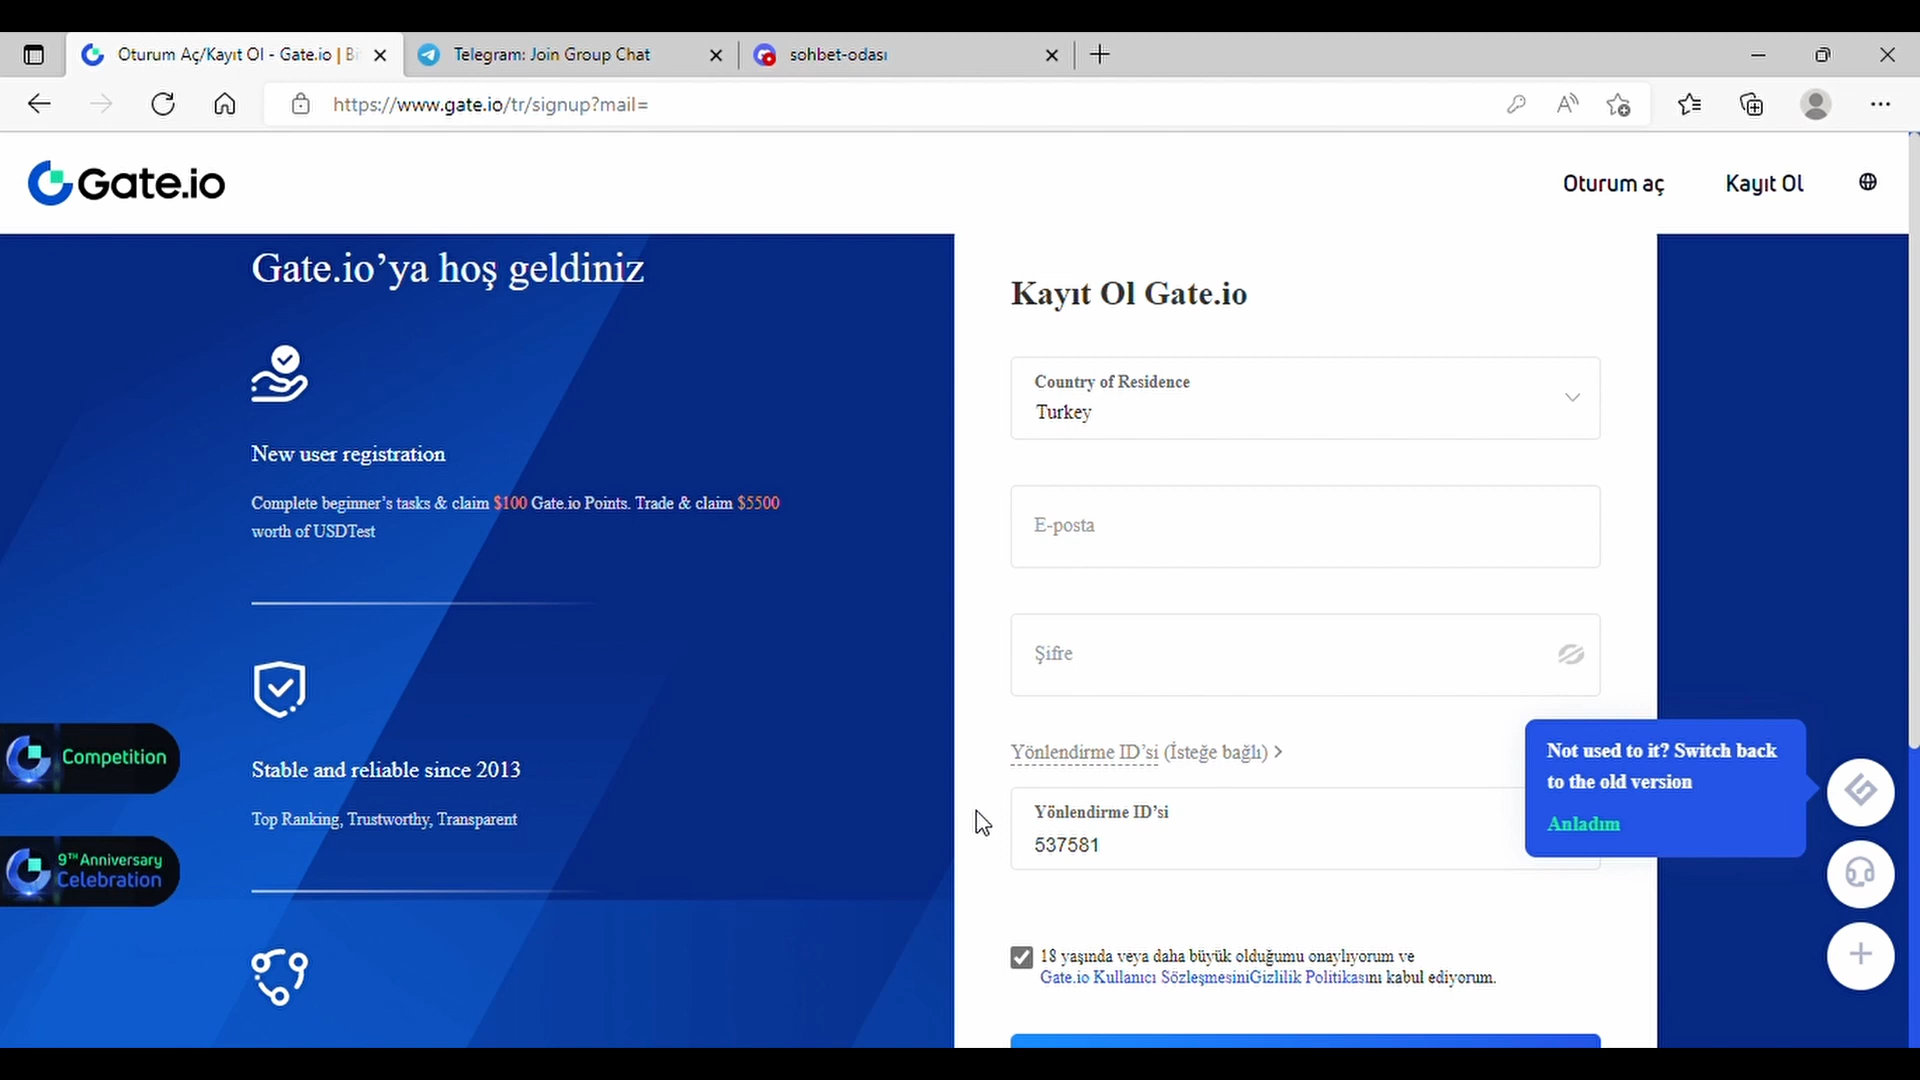 Oturum Aç/Kayıt Ol - Gate.io | Bi
Telegram: Join Group Chat
sohbet-odası
https://www.gate.io/tr/signup?mail=
Gate.io
Oturum aç
Kayıt Ol
Gate.io’ya hoş geldiniz
New user registration
Complete beginner’s tasks & claim $100 Gate.io Points. Trade & claim $5500
worth of USDTest
Stable and reliable since 2013
Top Ranking, Trustworthy, Transparent
Competition
9TH Anniversary
Celebration
Kayıt Ol Gate.io
Country of Residence
Turkey
E-posta
Şifre
Yönlendirme ID’si (İsteğe bağlı)
Yönlendirme ID’si
537581
18 yaşında veya daha büyük olduğumu onaylıyorum ve
Gate.io Kullanıcı SözleşmesiniGizlilik Politikasını kabul ediyorum.
Not used to it? Switch back
to the old version
Anladım